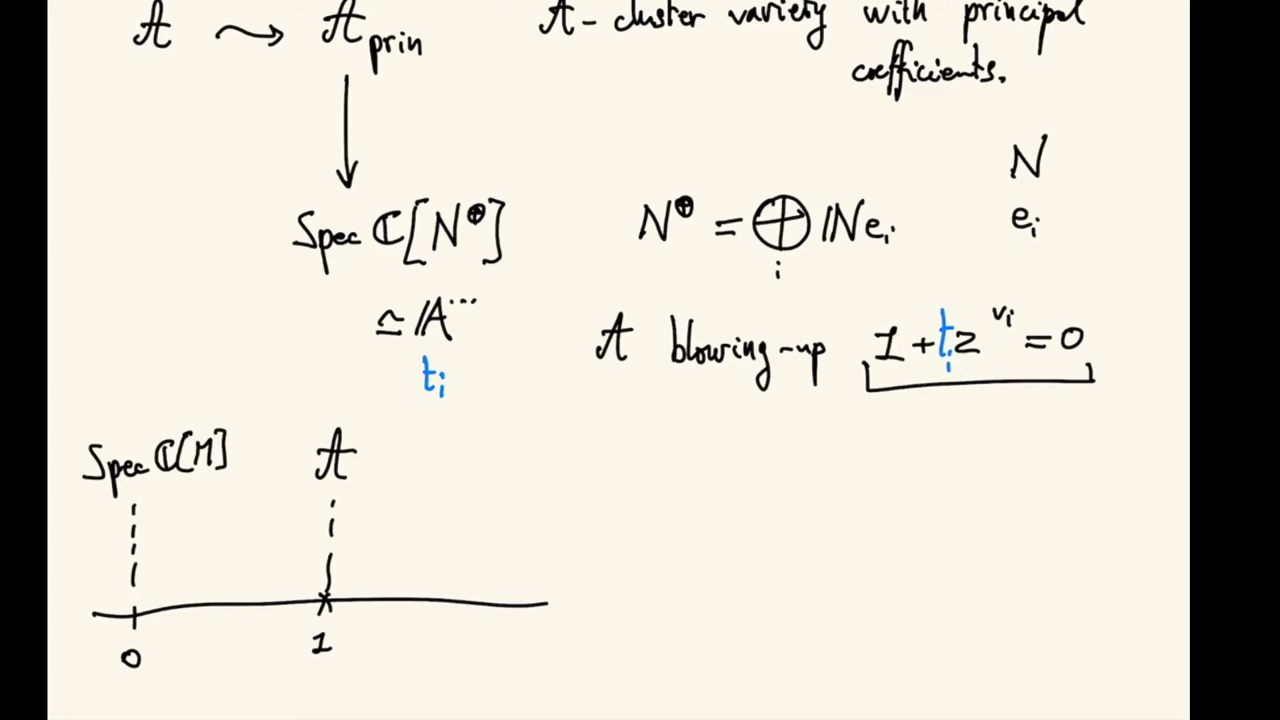 𝒜 ⇝ 𝒜_prin 𝒜 - cluster variety with principal
coefficients.
N
Spec ℂ[N^⊕] N^⊕ = ⊕_i ℕe_i e_i
≃ 𝔸^... 𝒜 blowing-up 1 + t_i z^{v_i} = 0
t_i
Spec ℂ[M] 𝒜
0 1